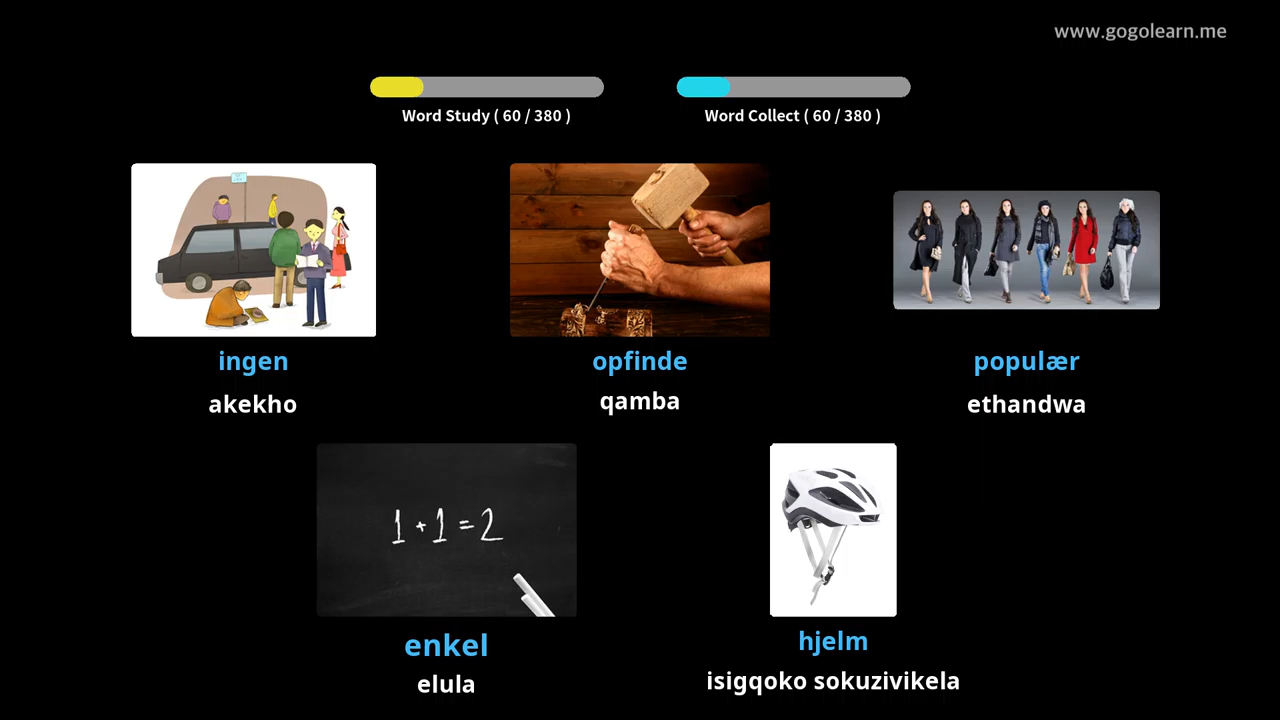 www.gogolearn.me
Word Study ( 60 / 380 )
Word Collect ( 60 / 380 )
ingen
opfinde
populær
akekho
qamba
ethandwa
1 + 1 = 2
enkel
hjelm
elula
isigqoko sokuzivikela